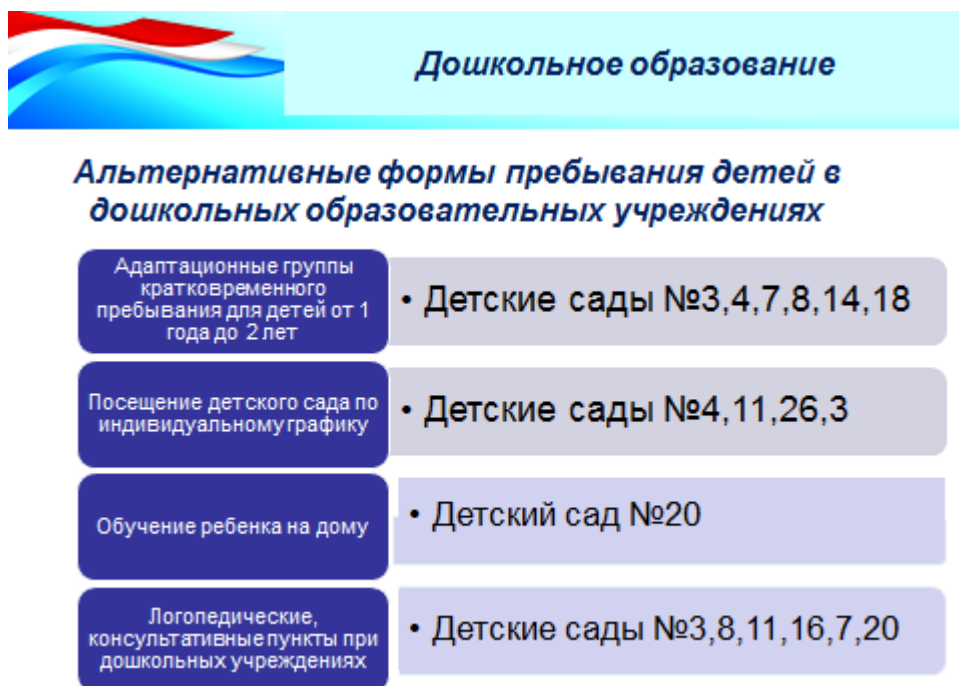 Дошкольное образование
Альтернативные формы пребывания детей в
дошкольных образовательных учреждениях
Адаптационные группы
кратковременного
пребывания для детей от 1
года до 2 лет
• Детские сады №3,4,7,8,14,18
Посещение детского сада по
индивидуальному графику
• Детские сады №4,11,26,3
Обучение ребенка на дому
• Детский сад №20
Логопедические,
консультативные пункты при
дошкольных учреждениях
• Детские сады №3,8,11,16,7,20